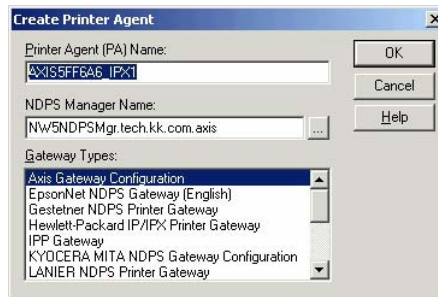 Create Printer Agent
Printer Agent (PA) Name:
AXIS5FF6A6_IPX1
OK
Cancel
Help
NDPS Manager Name:
NW5NDPSMgr.tech.kk.com.axis
...
Gateway Types:
Axis Gateway Configuration
EpsonNet NDPS Gateway (English)
Gestetner NDPS Printer Gateway
Hewlett-Packard IP/IPX Printer Gateway
IPP Gateway
KYOCERA MITA NDPS Gateway Configuration
LANIER NDPS Printer Gateway